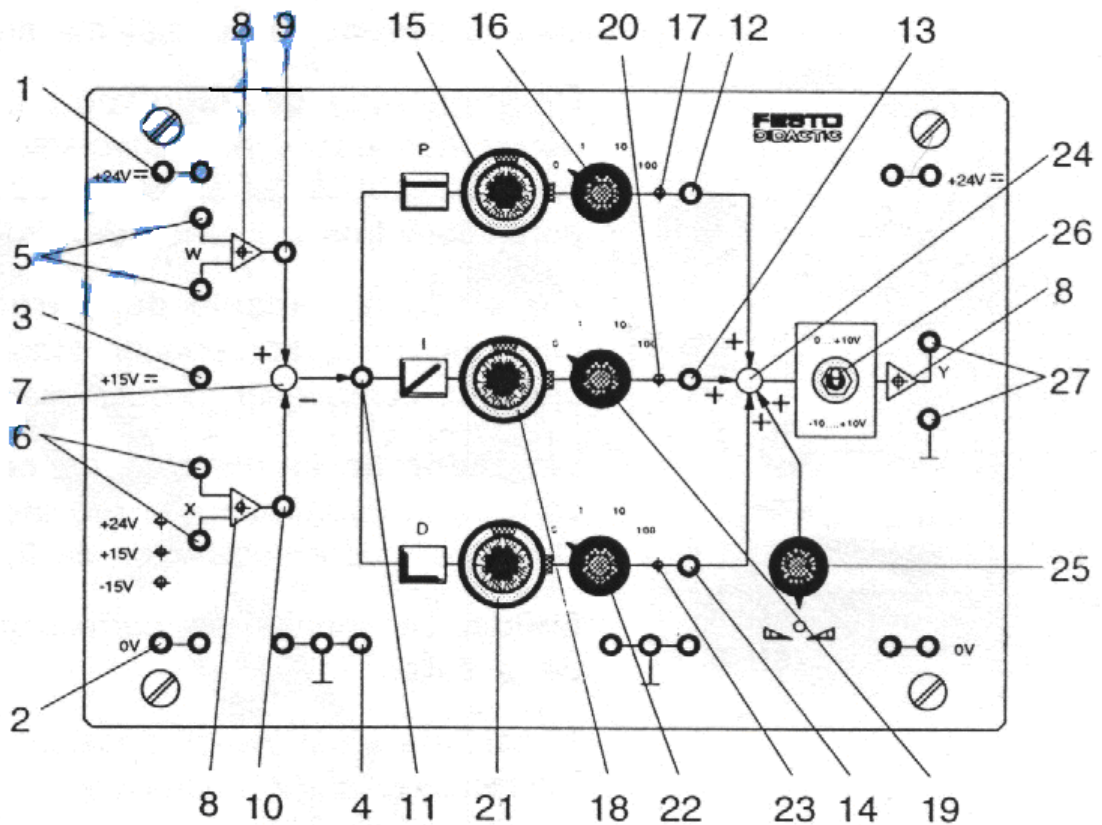 8 9 15 16 20 17 12 13
1
FESTO
DIDACTIC
P
0 1 10 100
24
+24V
+24V
26
5
W
8
3
I
0 1 10 100
0...+10V
+ + +
Y
+15V
7
+ −
+
27
-10....+10V
6
X
D
0 1 10 100
+24V
+15V
-15V
25
0V
0V
2
8 10 4 11 21 18 22 23 14 19